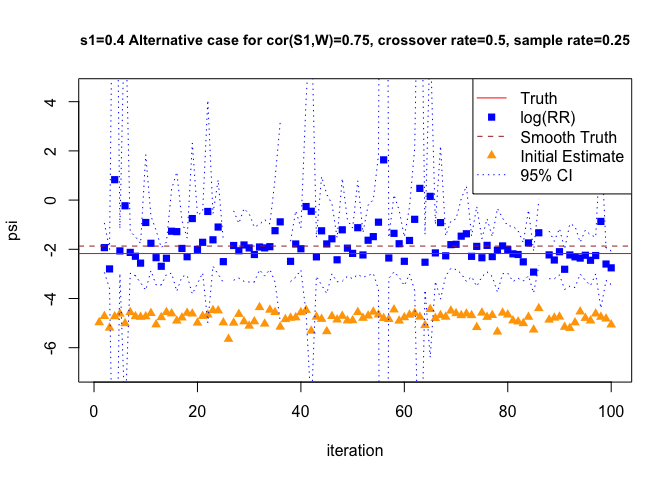 s1=0.4 Alternative case for cor(S1,W)=0.75, crossover rate=0.5, sample rate=0.25
Truth
log(RR)
Smooth Truth
Initial Estimate
95% CI
psi
4
2
0
-2
-4
-6
0
20
40
60
80
100
iteration